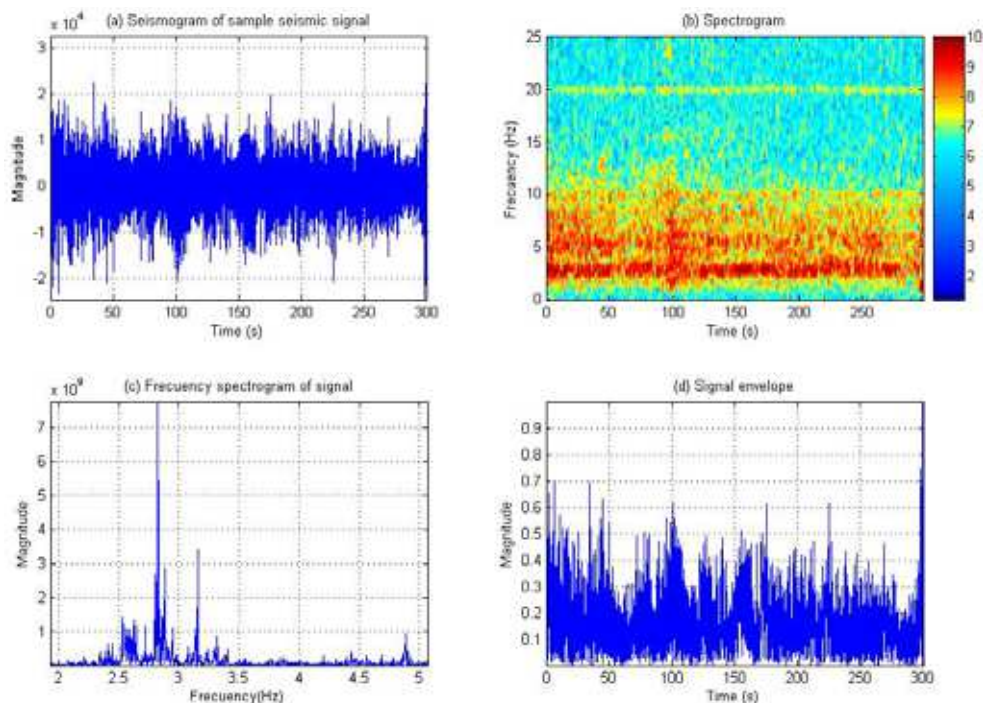 (a) Seismogram of sample seismic signal
x 10^4
3
2
1
0
-1
-2
Magnitude
0 50 100 150 200 250 300
Time (s)
(b) Spectrogram
25
20
15
10
5
0
Frecuency (Hz)
0 50 100 150 200 250
Time (s)
10
9
8
7
6
5
4
3
2
(c) Frecuency spectrogram of signal
x 10^9
7
6
5
4
3
2
1
Magnitude
2 2.5 3 3.5 4 4.5 5
Frecuency(Hz)
(d) Signal envelope
0.9
0.8
0.7
0.6
0.5
0.4
0.3
0.2
0.1
Magnitude
0 50 100 150 200 250 300
Time (s)